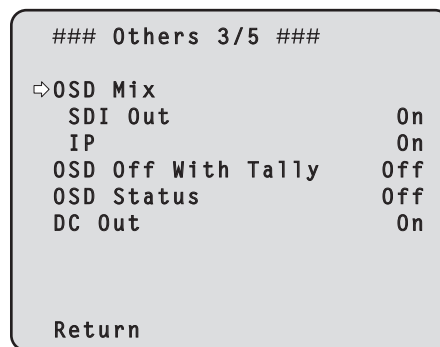 ### Others 3/5 ###
⇨OSD Mix
SDI Out On
IP On
OSD Off With Tally Off
OSD Status Off
DC Out On
Return